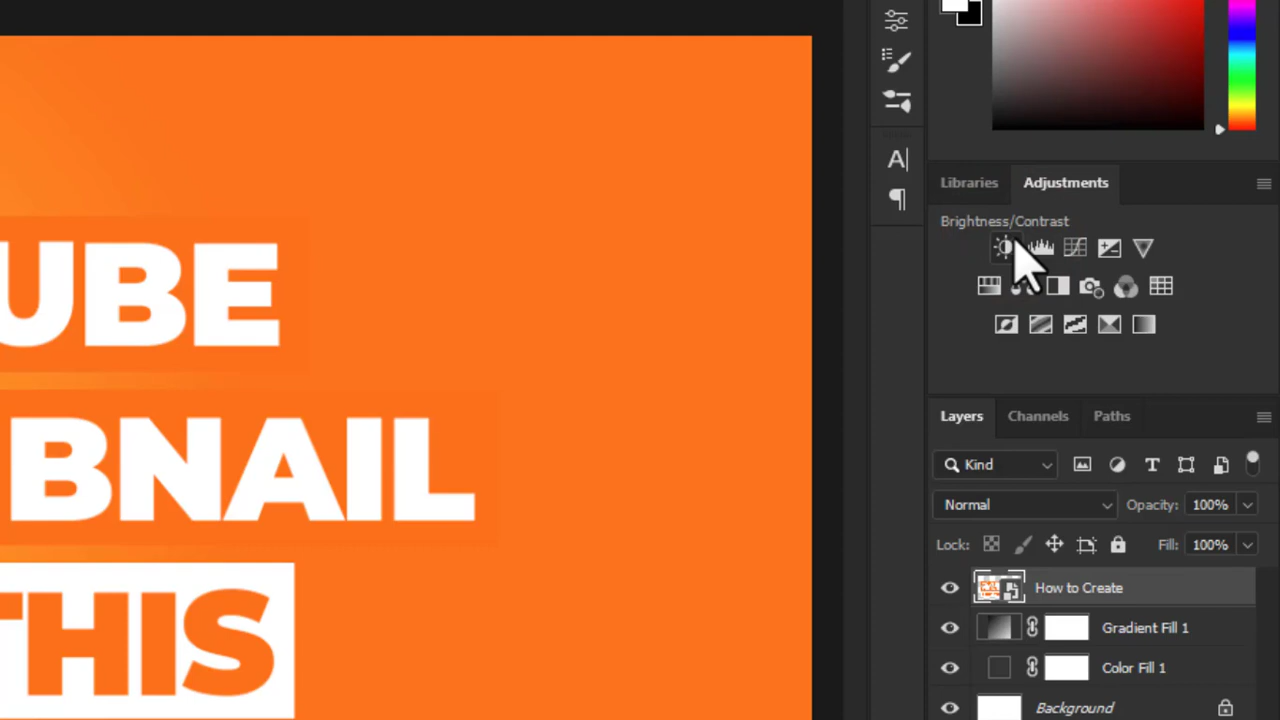 A|
¶
Libraries Adjustments
Brightness/Contrast
UBE
BNAIL
THIS
Layers Channels Paths
Kind
T
Normal Opacity: 100%
Lock: Fill: 100%
How to Create
Gradient Fill 1
Color Fill 1
Background